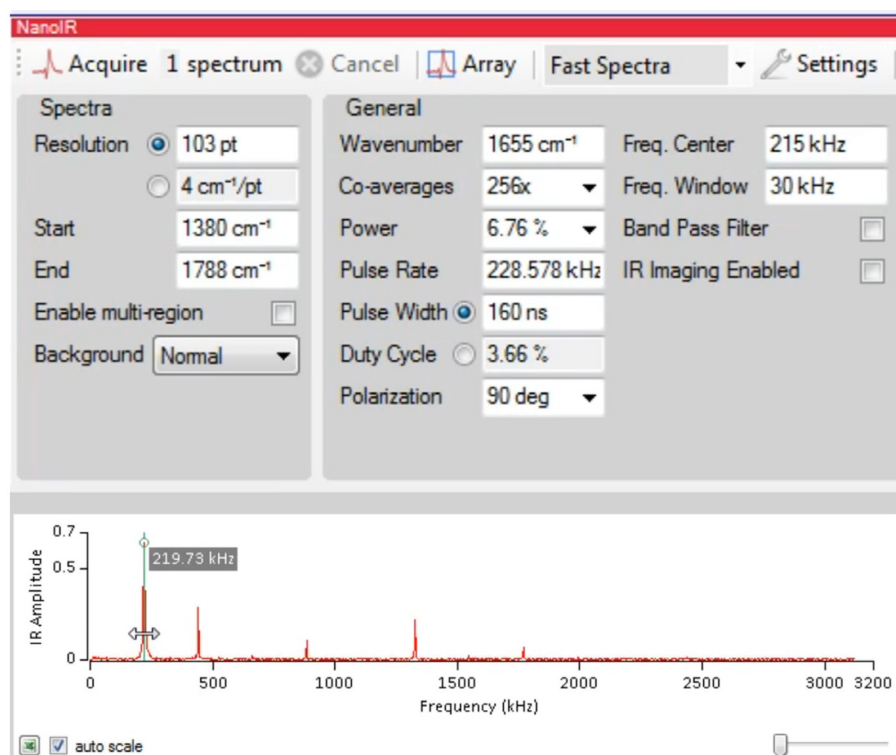 NanoIR
Acquire 1 spectrum Cancel Array Fast Spectra Settings
Spectra
Resolution 103 pt
4 cm⁻¹/pt
Start 1380 cm⁻¹
End 1788 cm⁻¹
Enable multi-region
Background Normal
General
Wavenumber 1655 cm⁻¹
Co-averages 256x
Power 6.76 %
Pulse Rate 228.578 kHz
Pulse Width 160 ns
Duty Cycle 3.66 %
Polarization 90 deg
Freq. Center 215 kHz
Freq. Window 30 kHz
Band Pass Filter
IR Imaging Enabled
IR Amplitude
0.7
0.5
0
219.73 kHz
0 500 1000 1500 2000 2500 3000 3200
Frequency (kHz)
auto scale